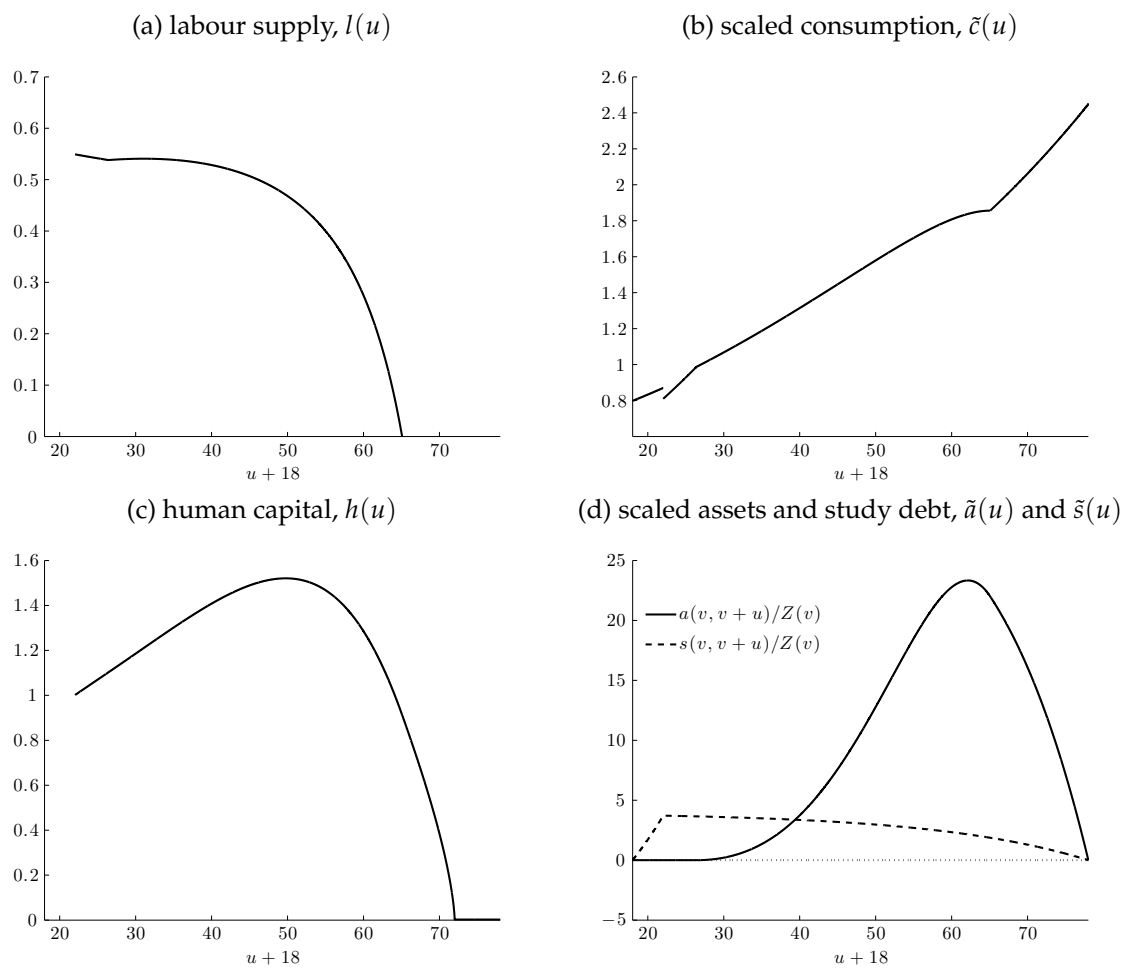 (a) labour supply, l(u)
0.7
0.6
0.5
0.4
0.3
0.2
0.1
0
20 30 40 50 60 70
u + 18
(b) scaled consumption, c̃(u)
2.6
2.4
2.2
2
1.8
1.6
1.4
1.2
1
0.8
20 30 40 50 60 70
u + 18
(c) human capital, h(u)
1.6
1.4
1.2
1
0.8
0.6
0.4
0.2
0
20 30 40 50 60 70
u + 18
(d) scaled assets and study debt, ã(u) and s̃(u)
25
20
15
10
5
0
−5
a(v, v + u)/Z(v)
s(v, v + u)/Z(v)
20 30 40 50 60 70
u + 18